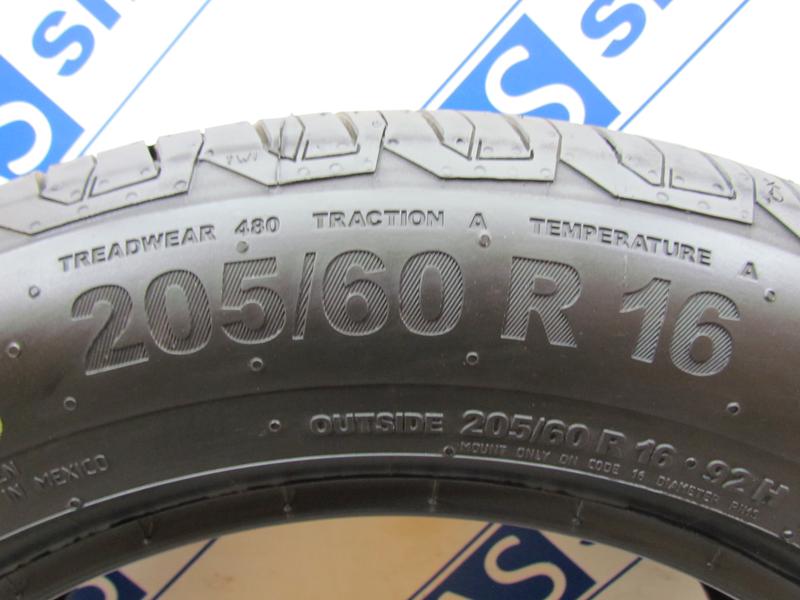 TWI
TREADWEAR 480 TRACTION A TEMPERATURE A
205/60 R 16
OUTSIDE 205/60 R 16 · 92H
MOUNT ONLY ON CODE 16 DIAMETER RIMS
IN MEXICO